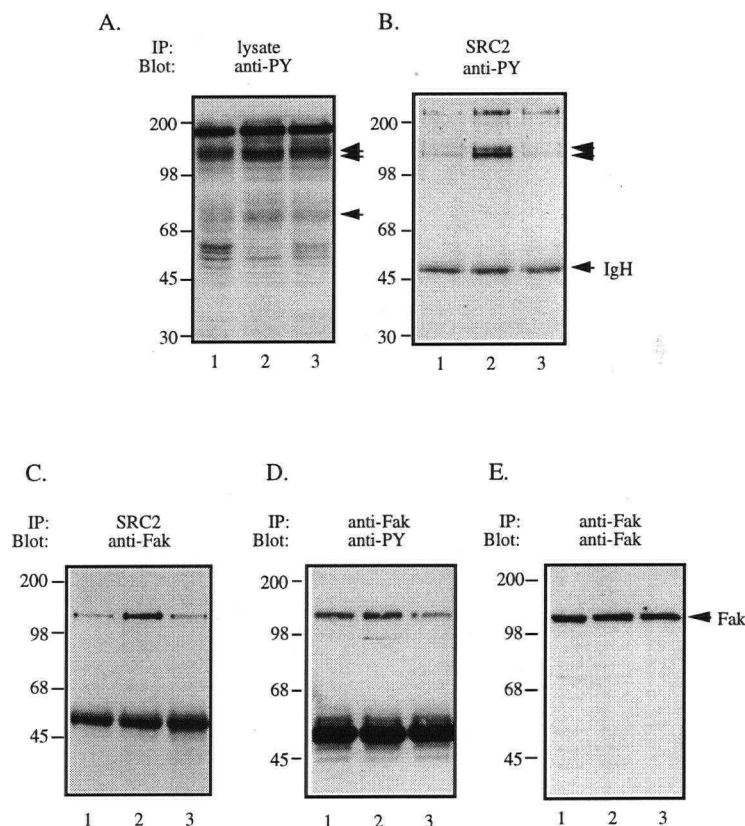 A.
IP: lysate
Blot: anti-PY
200
98
68
45
30
1 2 3
B.
SRC2
anti-PY
200
98
68
45
30
IgH
1 2 3
C.
IP: SRC2
Blot: anti-Fak
200
98
68
45
1 2 3
D.
IP: anti-Fak
Blot: anti-PY
200
98
68
45
1 2 3
E.
IP: anti-Fak
Blot: anti-Fak
200
98
68
45
Fak
1 2 3